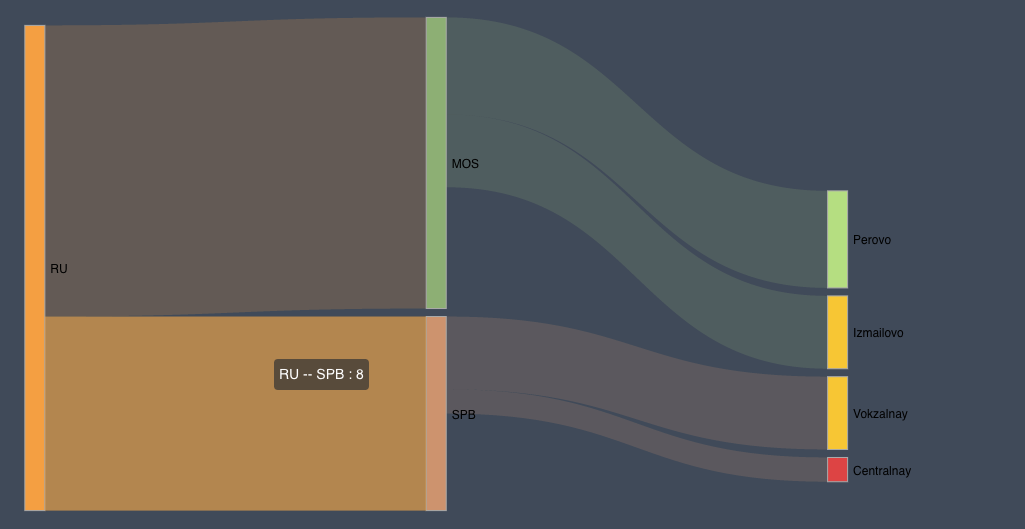 RU
MOS
SPB
RU -- SPB : 8
Perovo
Izmailovo
Vokzalnay
Centralnay